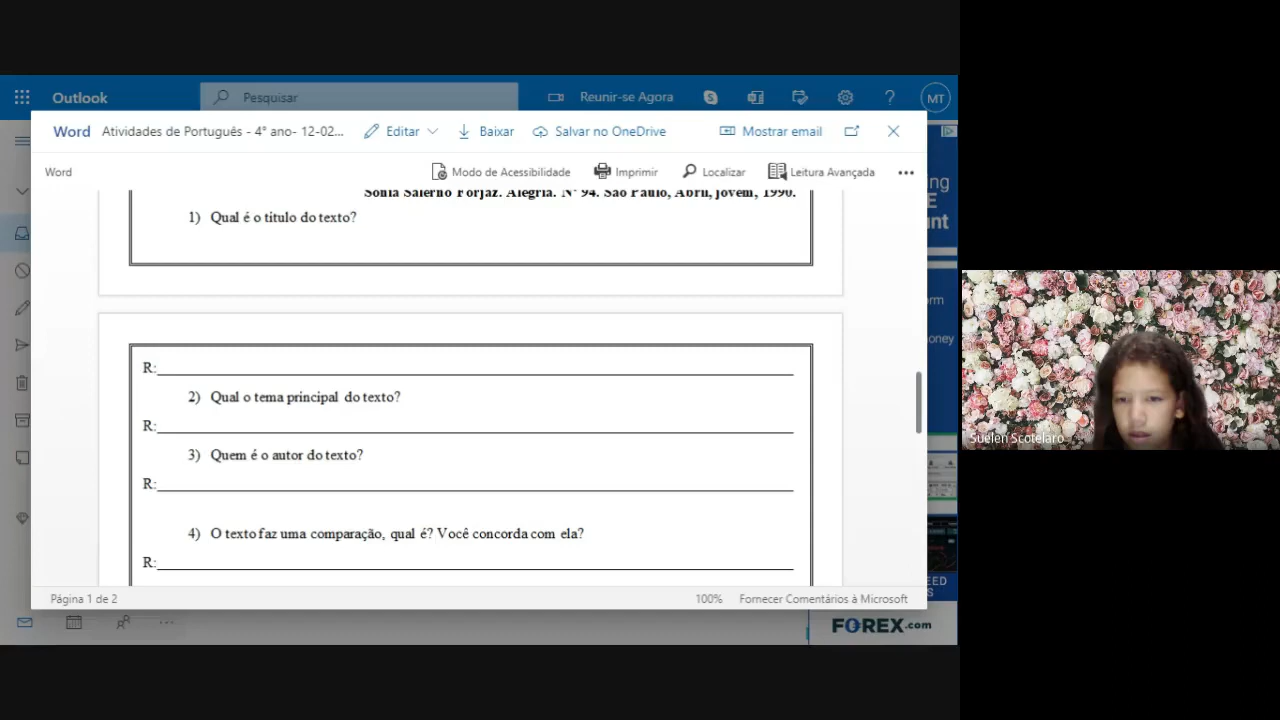 Outlook
Pesquisar
Reunir-se Agora
MT
Word Atividades de Português - 4° ano- 12-02... Editar Baixar Salvar no OneDrive Mostrar email
Word Modo de Acessibilidade Imprimir Localizar Leitura Avançada
Sonia Salerno Forjaz. Alegria. N° 94. São Paulo, Abril, jovem, 1990.
1) Qual é o título do texto?
R:
2) Qual o tema principal do texto?
R:
3) Quem é o autor do texto?
R:
4) O texto faz uma comparação, qual é? Você concorda com ela?
R:
Página 1 de 2 100% Fornecer Comentários à Microsoft
FOREX.com
Suelen Scotelaro